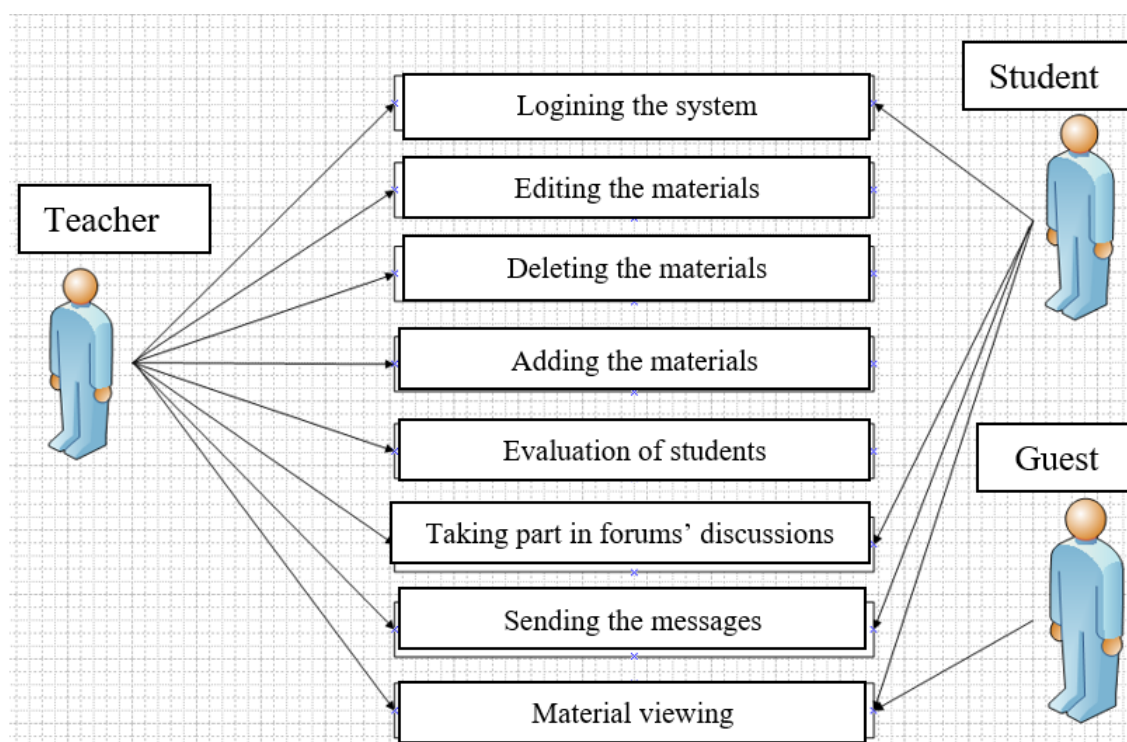 Student
Logining the system
Editing the materials
Teacher
Deleting the materials
Adding the materials
Evaluation of students
Guest
Taking part in forums’ discussions
Sending the messages
Material viewing